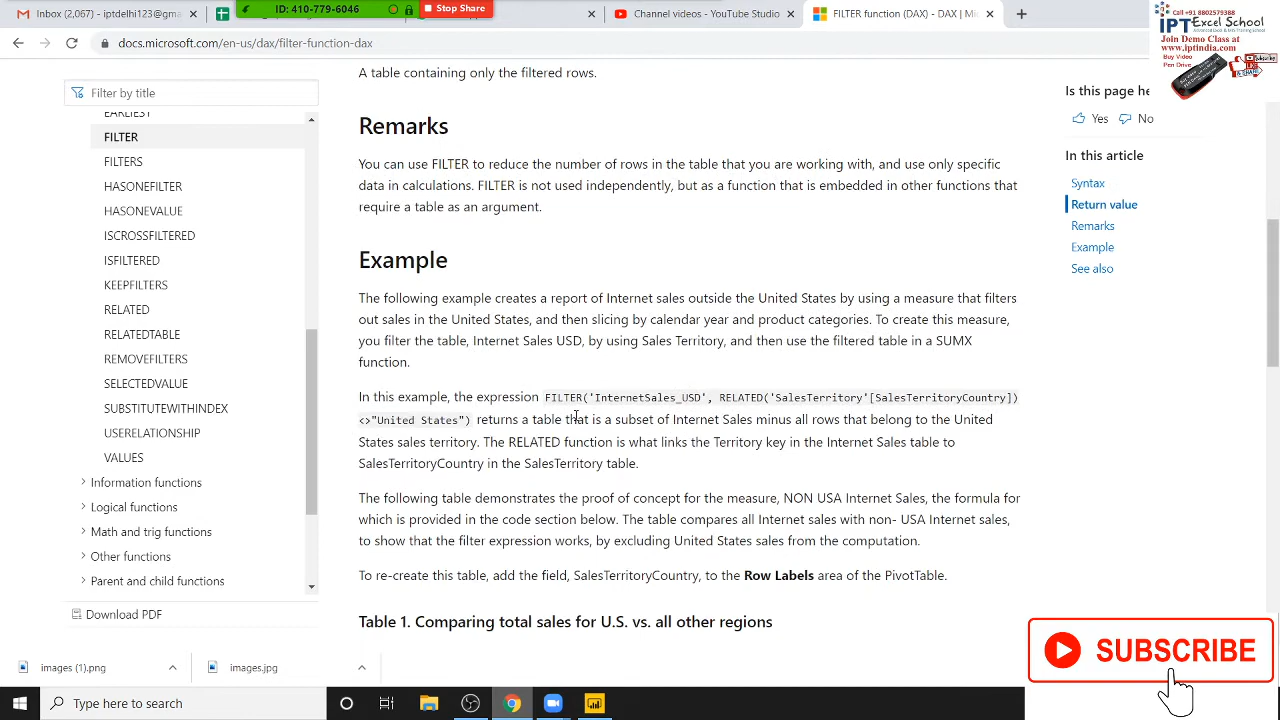 Inbox (2,067)
ID: 410-779-6046
Stop Share
Channel videos - YouTube Studio
FILTER function (DAX) - DAX | Mi
docs.microsoft.com/en-us/dax/filter-function-dax
Call +91 8802579388
IPT Excel School
Advanced Excel & MIS Training School
Join Demo Class at
www.iptindia.com
Buy Video
Pen Drive
A table containing only the filtered rows.
Filter by title
EARLIEST
FILTER
FILTERS
HASONEFILTER
HASONEVALUE
ISCROSSFILTERED
ISFILTERED
KEEPFILTERS
RELATED
RELATEDTABLE
REMOVEFILTERS
SELECTEDVALUE
SUBSTITUTEWITHINDEX
USERELATIONSHIP
VALUES
Information functions
Logical functions
Math and trig functions
Other functions
Parent and child functions
Download PDF
Remarks
You can use FILTER to reduce the number of rows in the table that you are working with, and use only specific
data in calculations. FILTER is not used independently, but as a function that is embedded in other functions that
require a table as an argument.
Example
The following example creates a report of Internet sales outside the United States by using a measure that filters
out sales in the United States, and then slicing by calendar year and product categories. To create this measure,
you filter the table, Internet Sales USD, by using Sales Territory, and then use the filtered table in a SUMX
function.
In this example, the expression FILTER('InternetSales_USD', RELATED('SalesTerritory'[SalesTerritoryCountry])
<>"United States") returns a table that is a subset of Internet Sales minus all rows that belong to the United
States sales territory. The RELATED function is what links the Territory key in the Internet Sales table to
SalesTerritoryCountry in the SalesTerritory table.
The following table demonstrates the proof of concept for the measure, NON USA Internet Sales, the formula for
which is provided in the code section below. The table compares all Internet sales with non- USA Internet sales,
to show that the filter expression works, by excluding United States sales from the computation.
To re-create this table, add the field, SalesTerritoryCountry, to the Row Labels area of the PivotTable.
Table 1. Comparing total sales for U.S. vs. all other regions
Is this page he
Yes
No
In this article
Syntax
Return value
Remarks
Example
See also
SUBSCRIBE
images (1).png
images.jpg
Type here to search